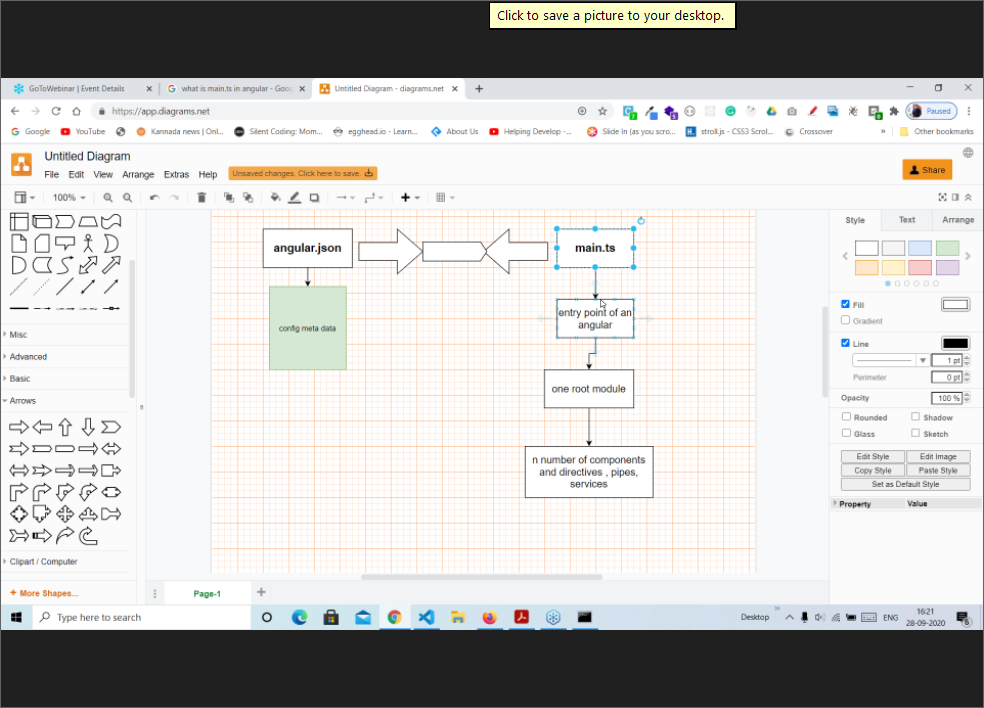 Click to save a picture to your desktop.
GoToWebinar | Event Details
what is main.ts in angular - Goo
Untitled Diagram - diagrams.net
https://app.diagrams.net
Paused
Google
YouTube
Kannada news | Onl...
Silent Coding: Mom...
egghead.io - Learn...
About Us
Helping Develop -...
Slide In (as you scro...
stroll.js - CSS3 Scrol...
Crossover
»
Other bookmarks
Untitled Diagram
File Edit View Arrange Extras Help
Unsaved changes. Click here to save.
Share
100%
Style Text Arrange
angular.json
main.ts
config meta data
entry point of an
angular
one root module
n number of components
and directives , pipes,
services
Misc
Advanced
Basic
Arrows
Clipart / Computer
+ More Shapes...
Fill
Gradient
Line
1 pt
Perimeter
0 pt
Opacity
100 %
Rounded Shadow
Glass Sketch
Edit Style Edit Image
Copy Style Paste Style
Set as Default Style
Property Value
Page-1
Type here to search
Desktop
»
ENG
16:21
28-09-2020
6